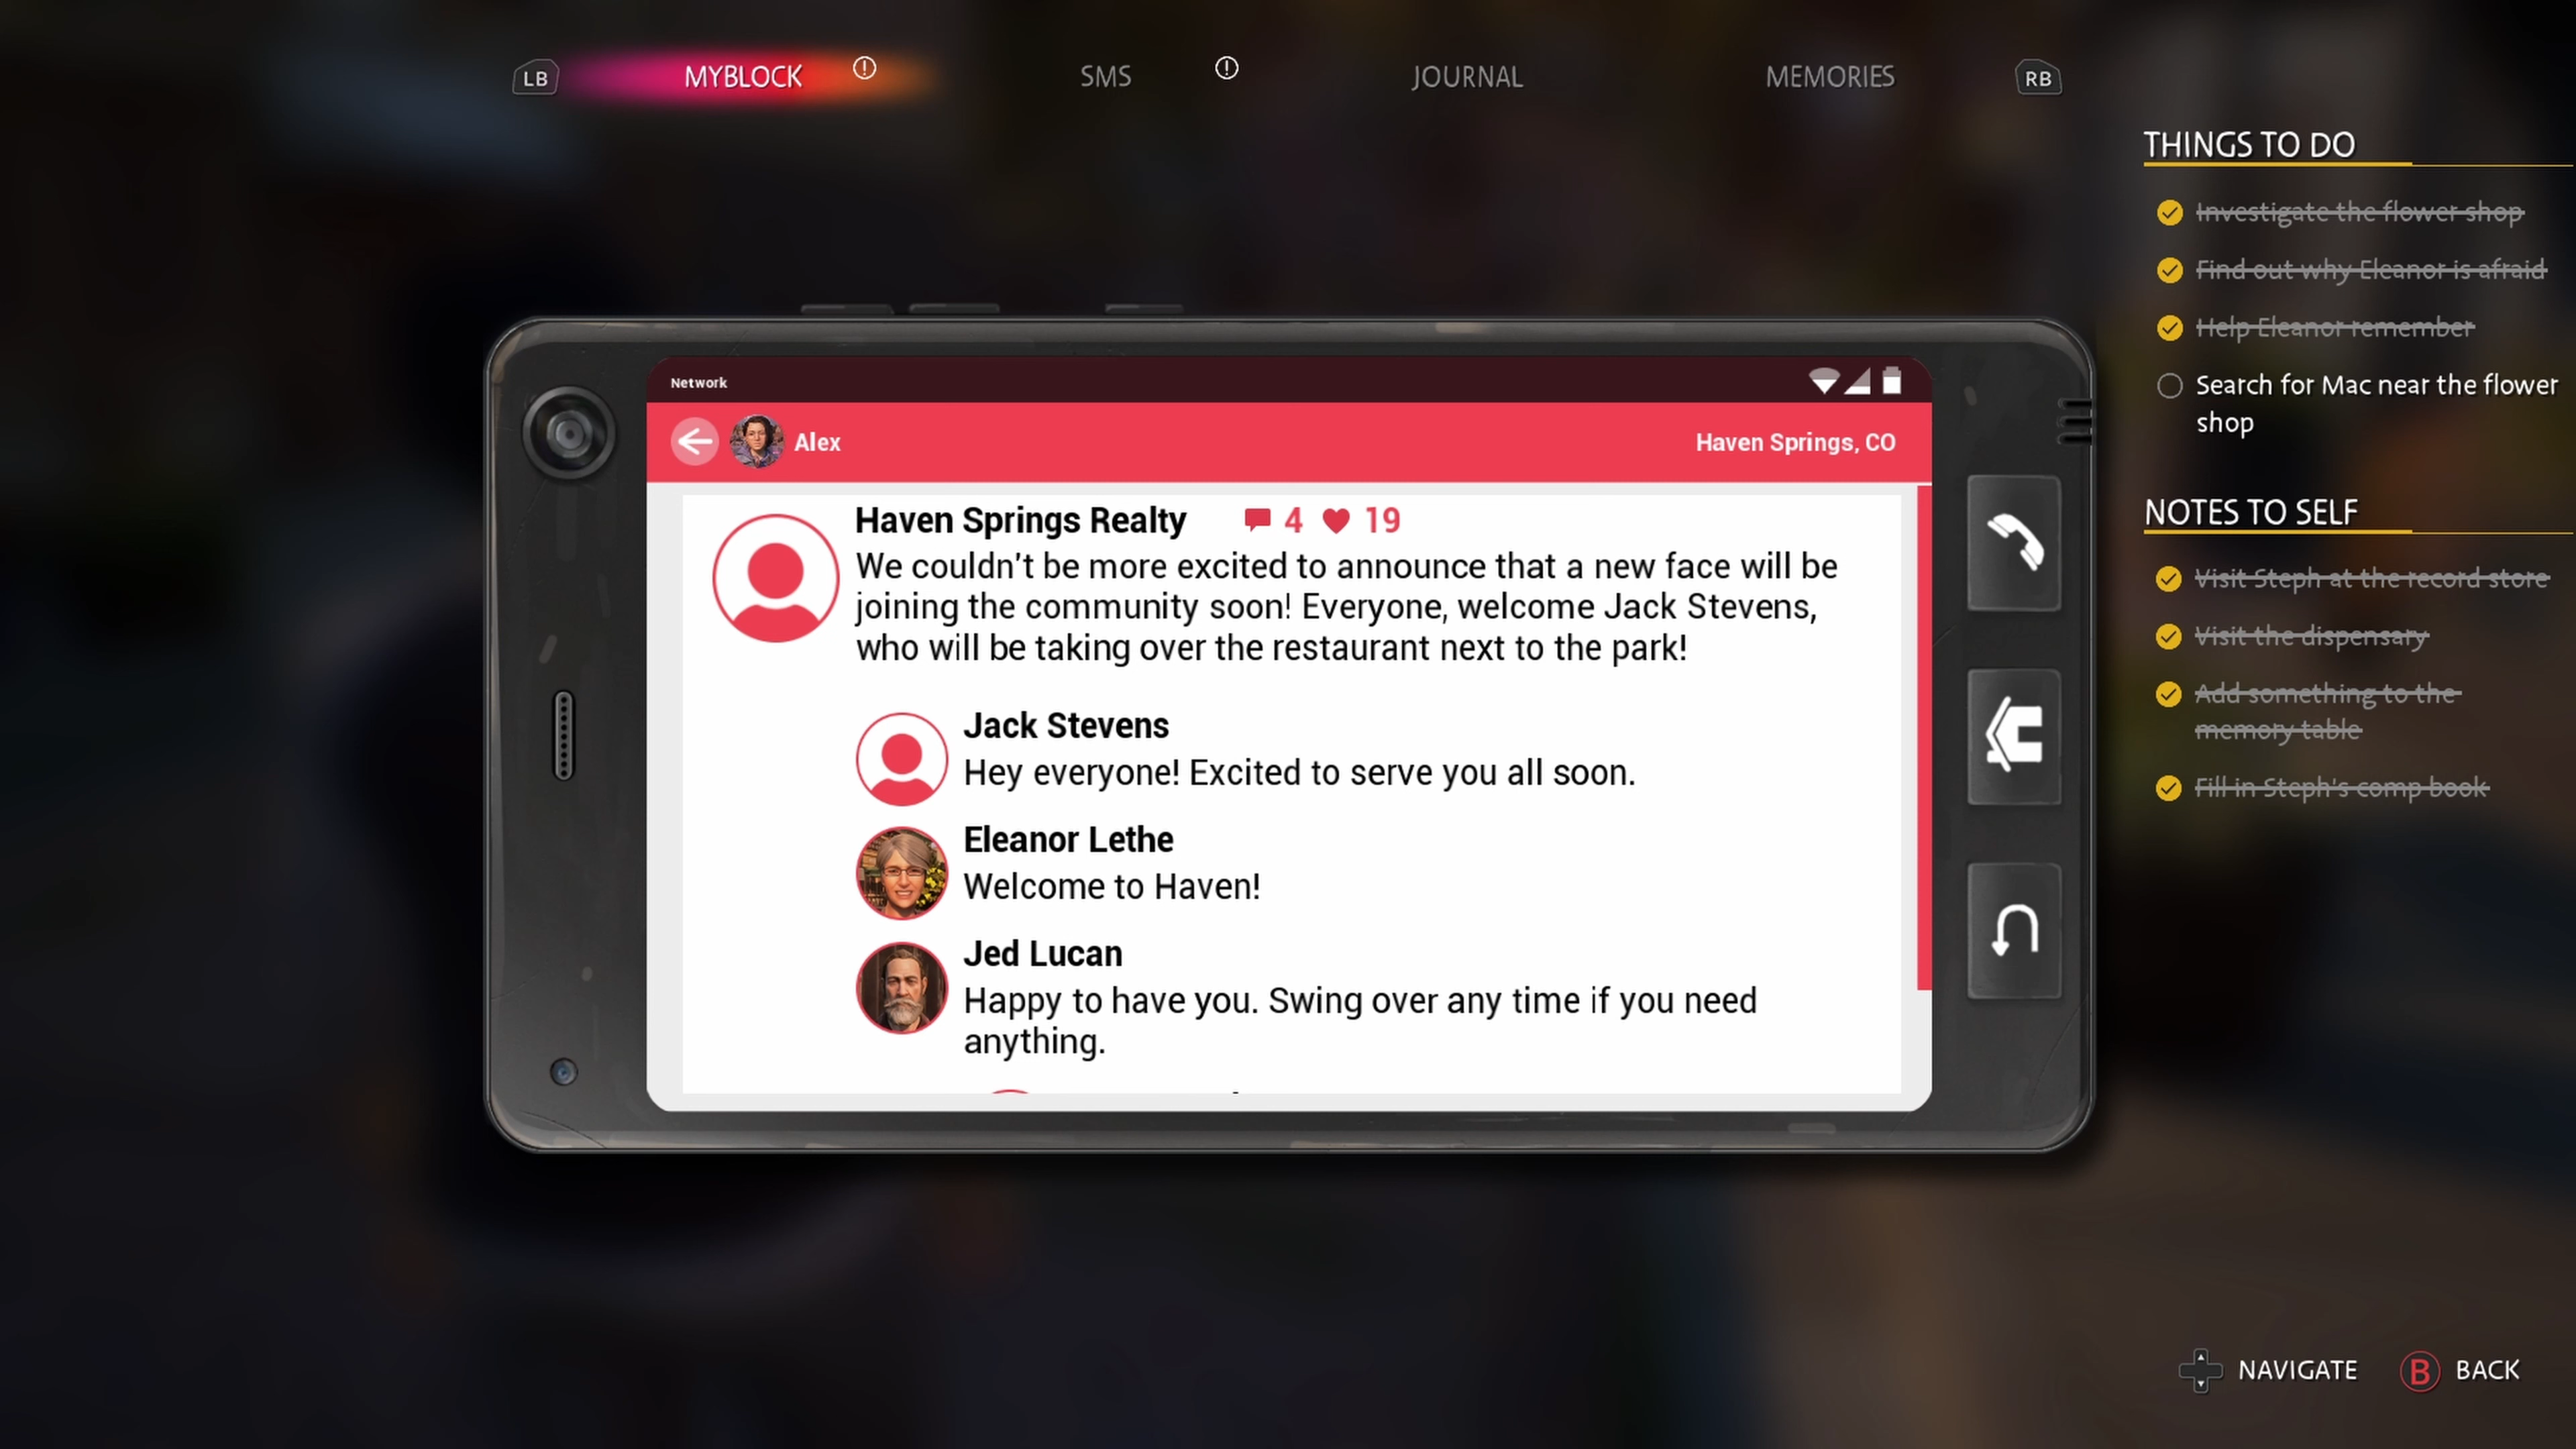 LB
MYBLOCK
SMS
JOURNAL
MEMORIES
RB
THINGS TO DO
Investigate the flower shop
Find out why Eleanor is afraid
Help Eleanor remember
Search for Mac near the flower
shop
NOTES TO SELF
Visit Steph at the record store
Visit the dispensary
Add something to the
memory table
Fill in Steph's comp book
Network
Alex
Haven Springs, CO
Haven Springs Realty 4 19
We couldn't be more excited to announce that a new face will be
joining the community soon! Everyone, welcome Jack Stevens,
who will be taking over the restaurant next to the park!
Jack Stevens
Hey everyone! Excited to serve you all soon.
Eleanor Lethe
Welcome to Haven!
Jed Lucan
Happy to have you. Swing over any time if you need
anything.
NAVIGATE
B BACK